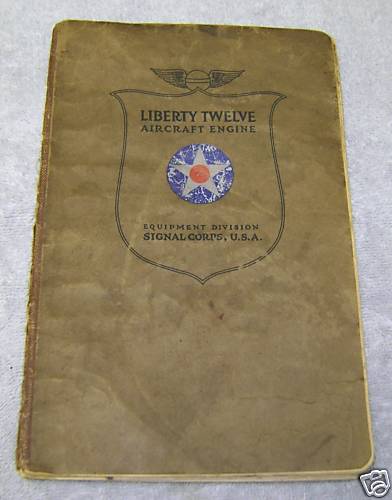 LIBERTY TWELVE
AIRCRAFT ENGINE
EQUIPMENT DIVISION
SIGNAL CORPS, U.S.A.